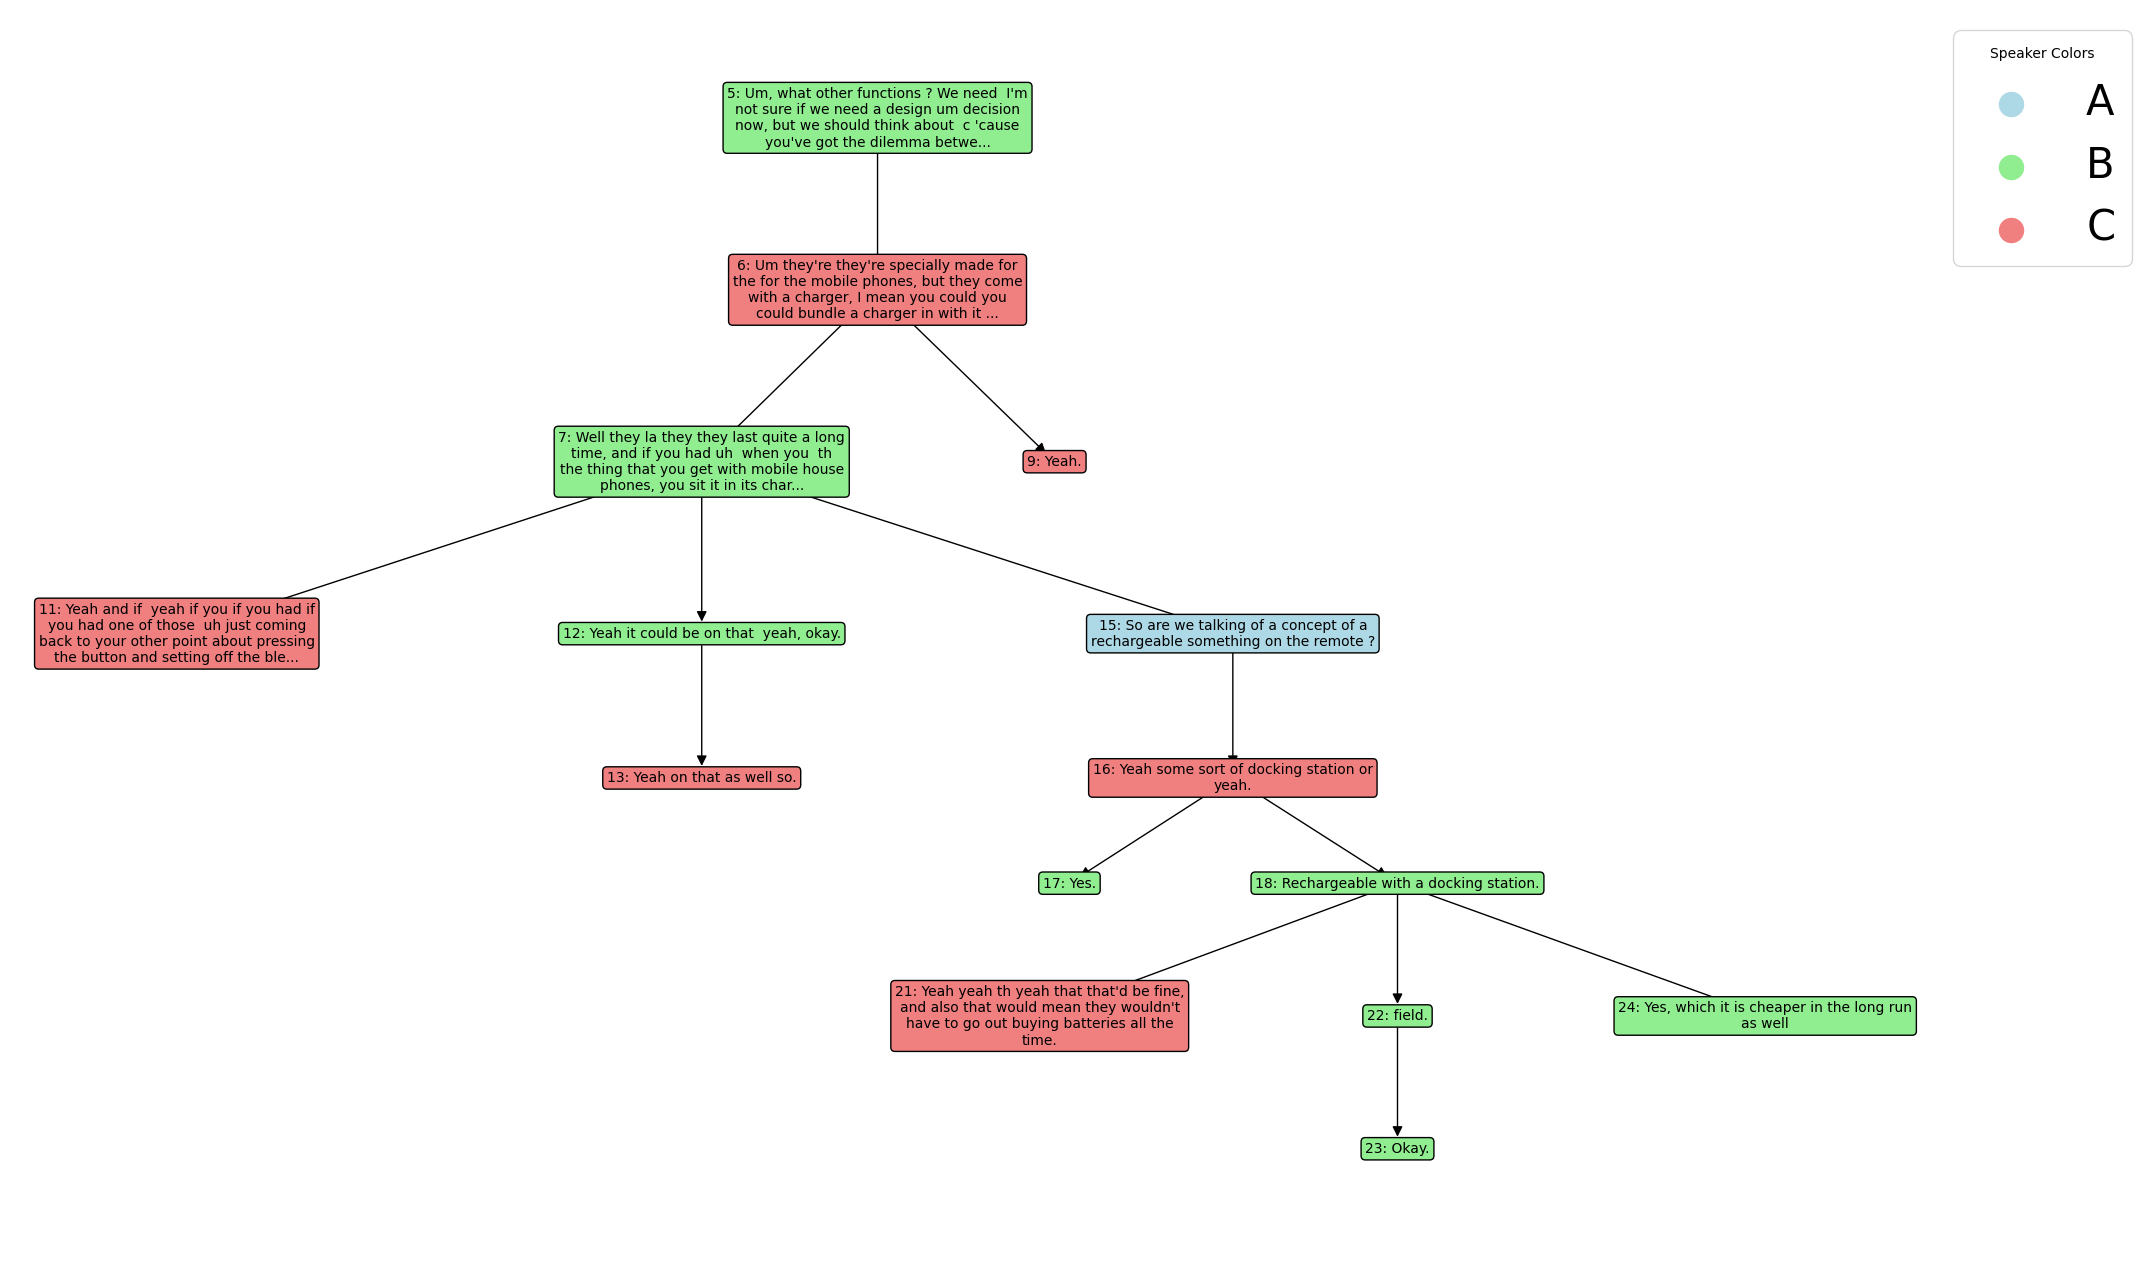 Speaker Colors
A
B
C
5: Um, what other functions ? We need  I'm
not sure if we need a design um decision
now, but we should think about  c 'cause
you've got the dilemma betwe...
6: Um they're they're specially made for
the for the mobile phones, but they come
with a charger, I mean you could you
could bundle a charger in with it ...
7: Well they la they they last quite a long
time, and if you had uh  when you  th
the thing that you get with mobile house
phones, you sit it in its char...
9: Yeah.
11: Yeah and if  yeah if you if you had if
you had one of those  uh just coming
back to your other point about pressing
the button and setting off the ble...
12: Yeah it could be on that  yeah, okay.
15: So are we talking of a concept of a
rechargeable something on the remote ?
13: Yeah on that as well so.
16: Yeah some sort of docking station or
yeah.
17: Yes.
18: Rechargeable with a docking station.
21: Yeah yeah th yeah that that'd be fine,
and also that would mean they wouldn't
have to go out buying batteries all the
time.
22: field.
24: Yes, which it is cheaper in the long run
as well
23: Okay.